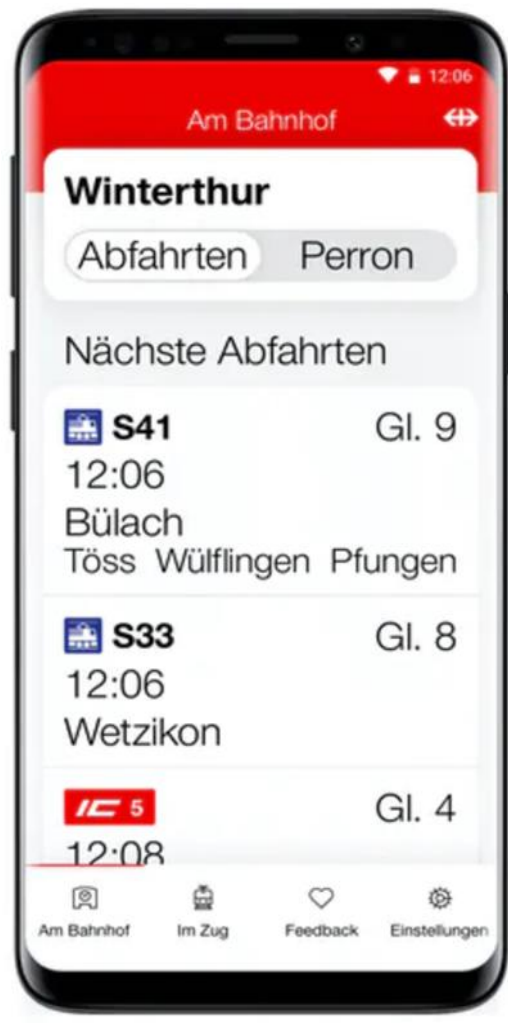 12:06
Am Bahnhof
Winterthur
Abfahrten Perron
Nächste Abfahrten
S41 Gl. 9
12:06
Bülach
Töss Wülflingen Pfungen
S33 Gl. 8
12:06
Wetzikon
IC 5 Gl. 4
12:08
Am Bahnhof Im Zug Feedback Einstellungen